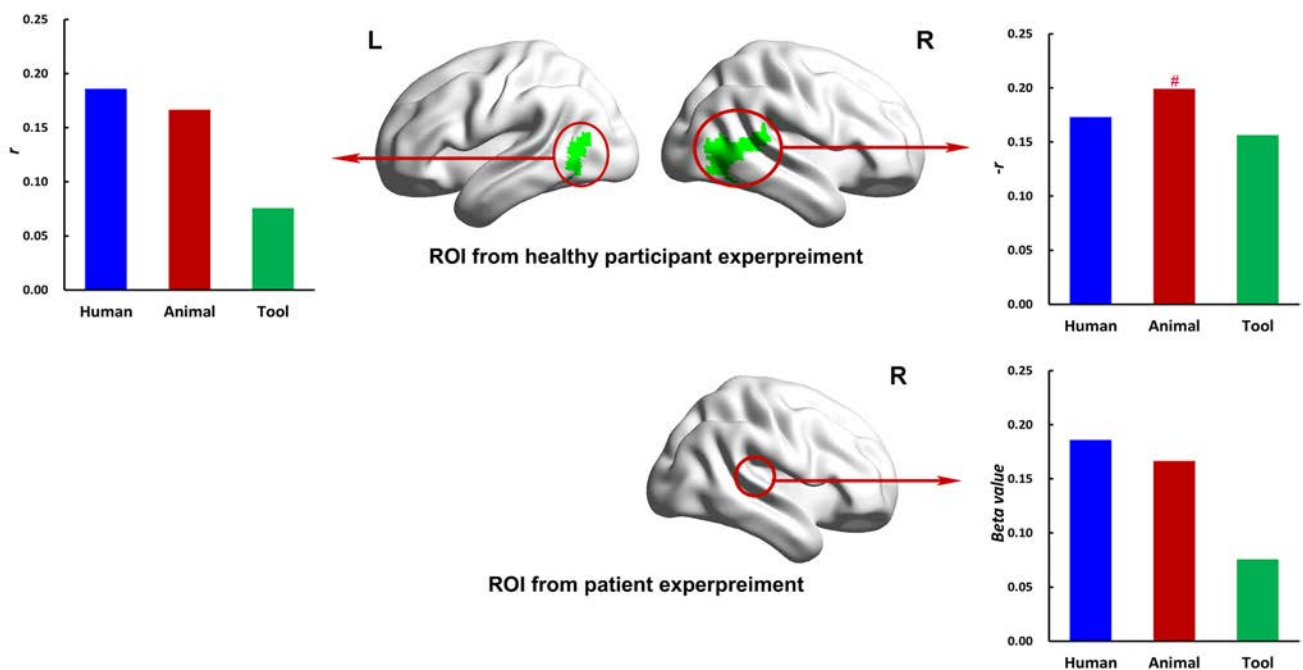 0.25
0.20
0.15
0.10
0.05
0.00
r
Human Animal Tool
L
R
ROI from healthy participant experpreiment
0.25
0.20
0.15
0.10
0.05
0.00
-r
#
Human Animal Tool
R
ROI from patient experpreiment
0.25
0.20
0.15
0.10
0.05
0.00
Beta value
Human Animal Tool